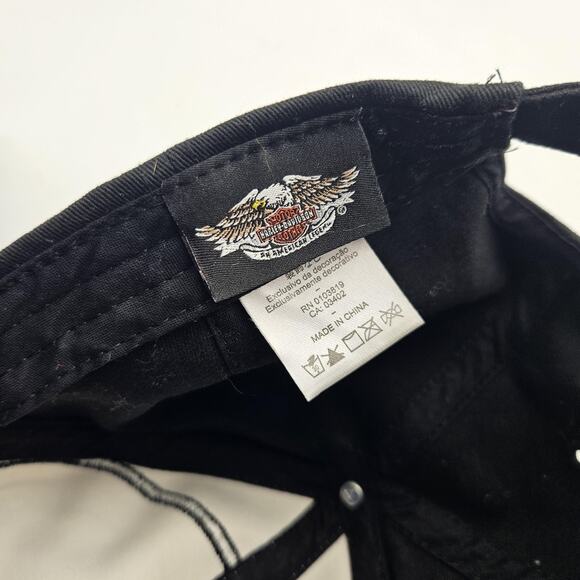 MOTOR
HARLEY-DAVIDSON
CYCLES
AN AMERICAN LEGEND
®
Exclusivo da decoração
Exclusivamente decorativo
-
RN 0103819
CA: 03402
-
MADE IN CHINA
30